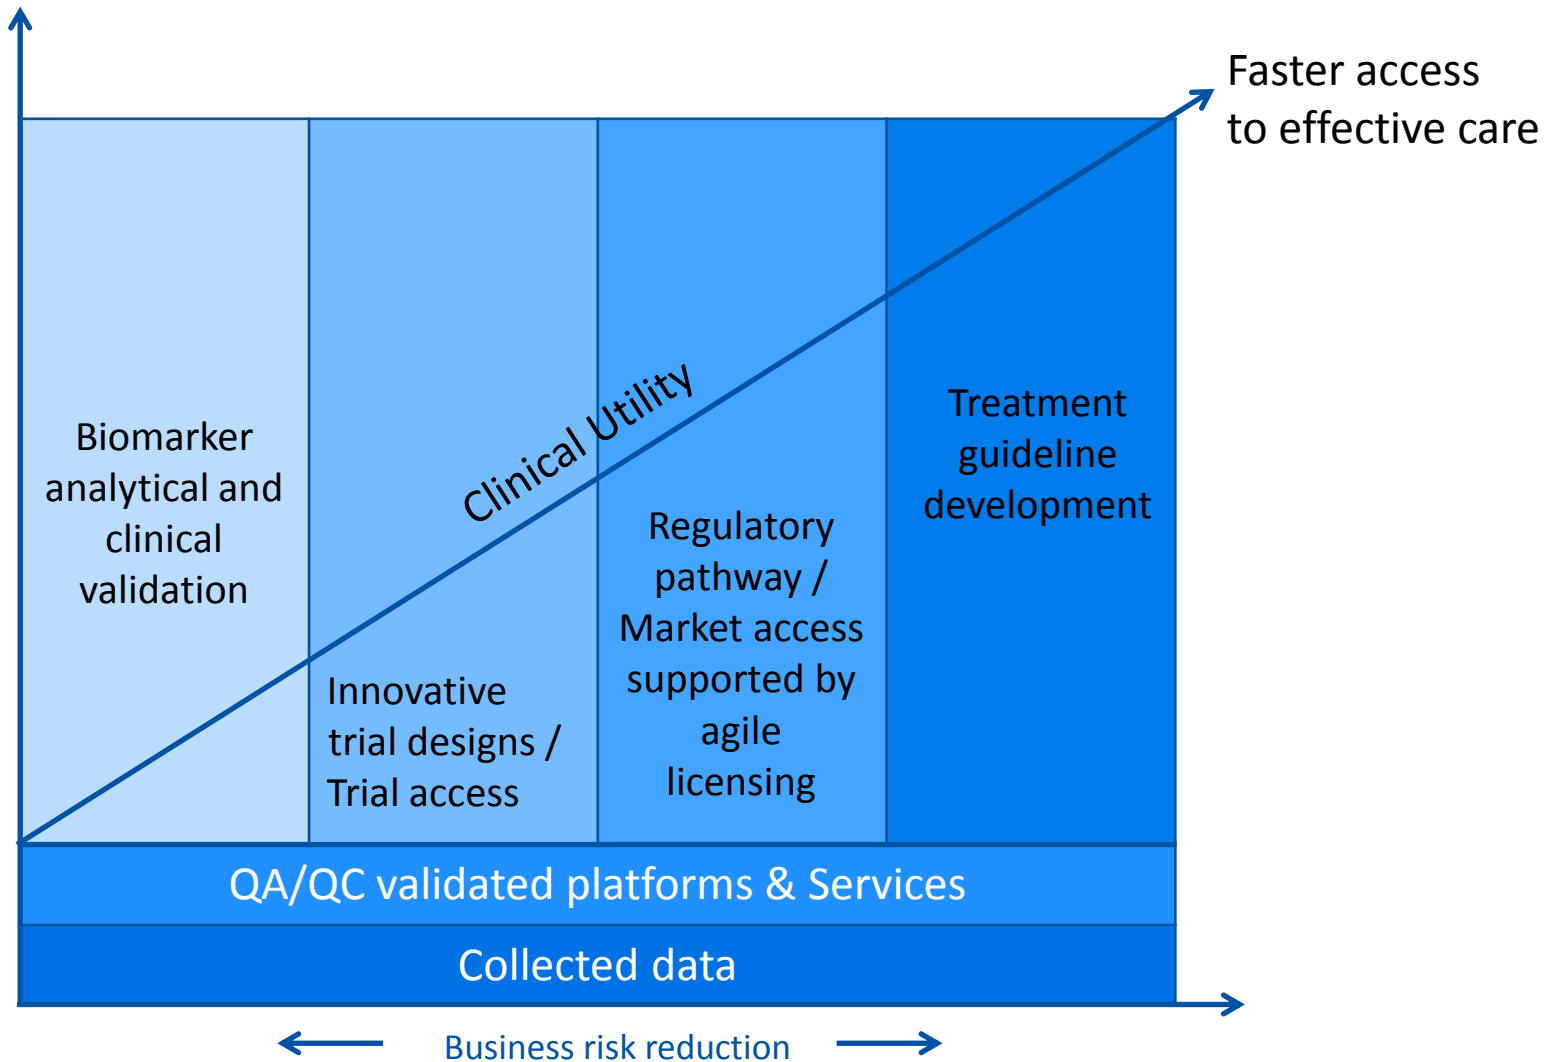 Faster access
to effective care
Clinical Utility
Biomarker
analytical and
clinical
validation
Innovative
trial designs /
Trial access
Regulatory
pathway /
Market access
supported by
agile
licensing
Treatment
guideline
development
QA/QC validated platforms & Services
Collected data
Business risk reduction